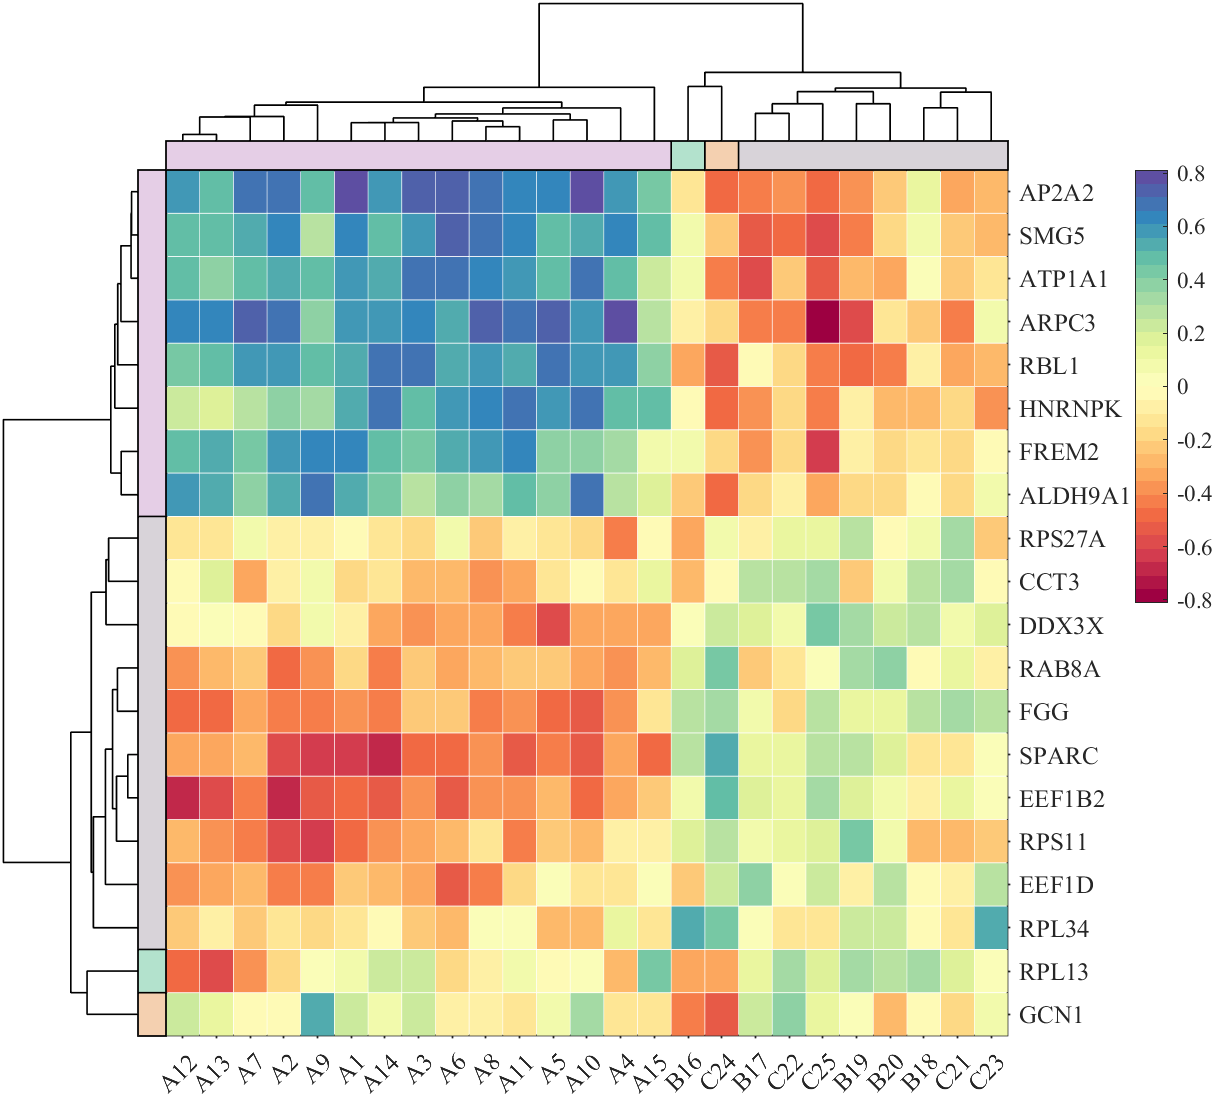 AP2A2
SMG5
ATP1A1
ARPC3
RBL1
HNRNPK
FREM2
ALDH9A1
RPS27A
CCT3
DDX3X
RAB8A
FGG
SPARC
EEF1B2
RPS11
EEF1D
RPL34
RPL13
GCN1
0.8
0.6
0.4
0.2
0
-0.2
-0.4
-0.6
-0.8
A12 A13 A7 A2 A9 A1 A14 A3 A6 A8 A11 A5 A10 A4 A15 B16 C24 B17 C22 C25 B19 B20 B18 C21 C23